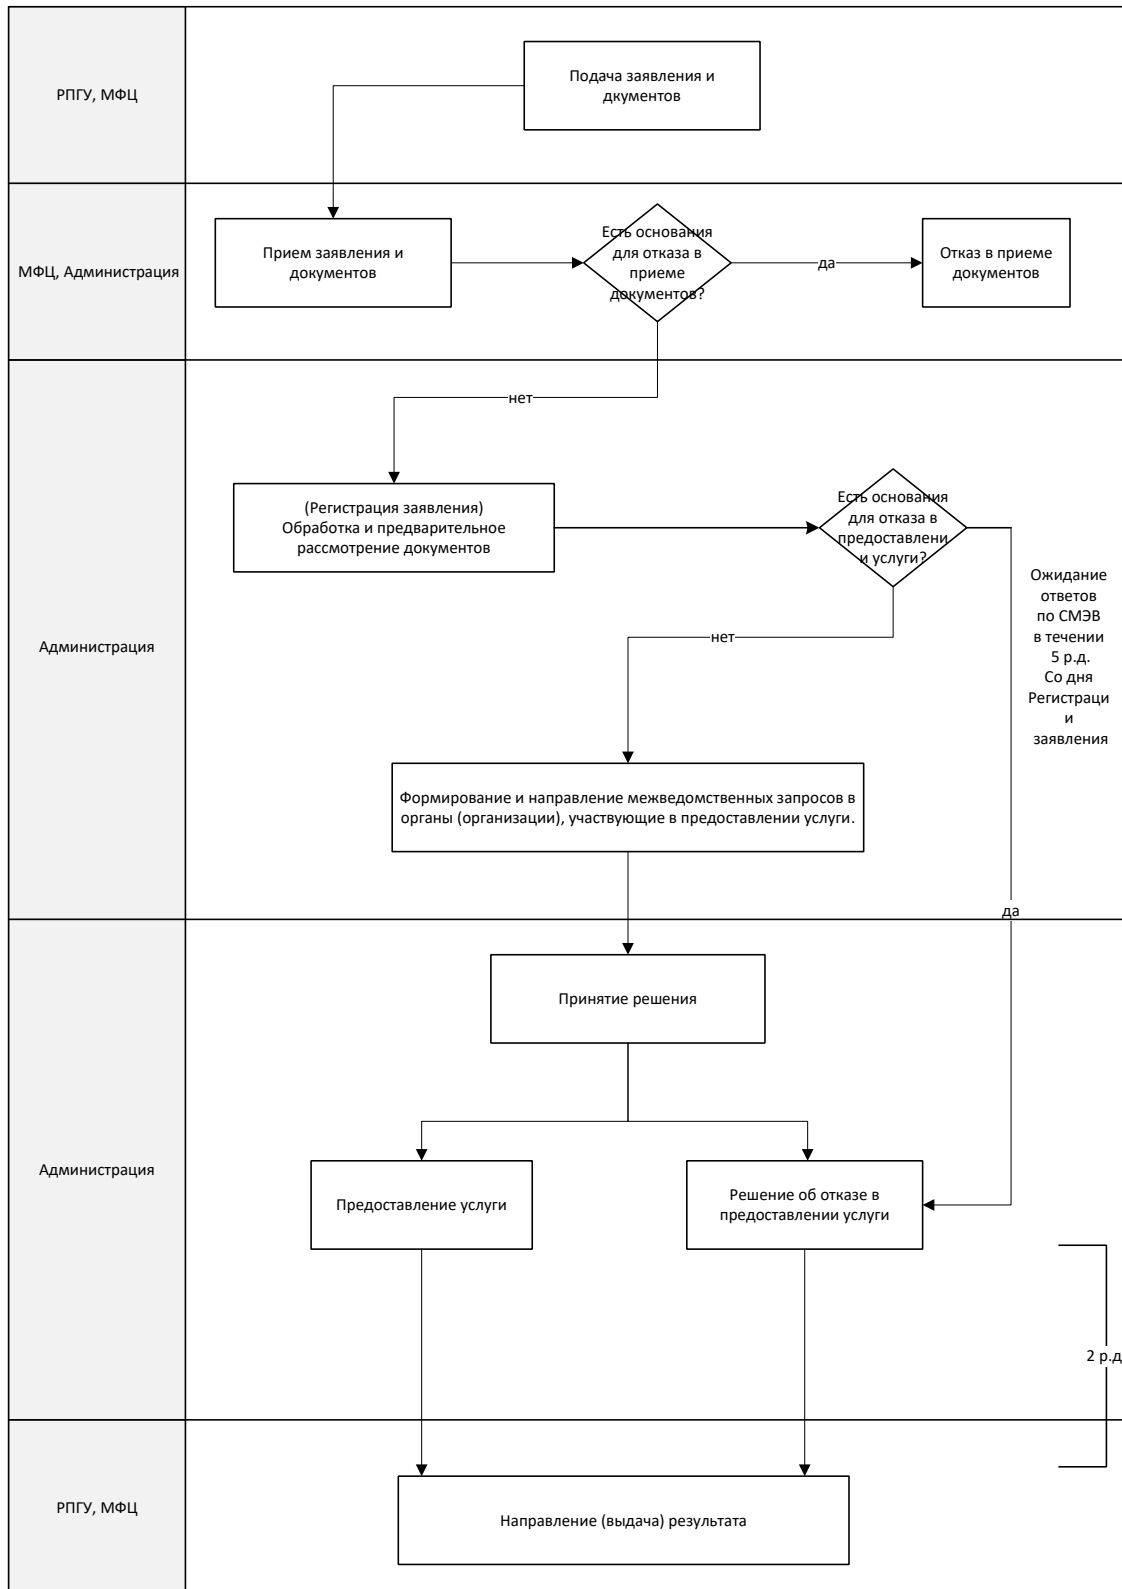 РПГУ, МФЦ
Подача заявления и
дкументов
МФЦ, Администрация
Прием заявления и
документов
Есть основания
для отказа в
приеме
документов?
да
Отказ в приеме
документов
нет
Администрация
(Регистрация заявления)
Обработка и предварительное
рассмотрение документов
Есть основания
для отказа в
предоставлени
и услуги?
Ожидание
ответов
по СМЭВ
в течении
5 р.д.
Со дня
Регистраци
и
заявления
нет
Формирование и направление межведомственных запросов в
органы (организации), участвующие в предоставлении услуги.
да
Администрация
Принятие решения
Предоставление услуги
Решение об отказе в
предоставлении услуги
2 р.д
РПГУ, МФЦ
Направление (выдача) результата